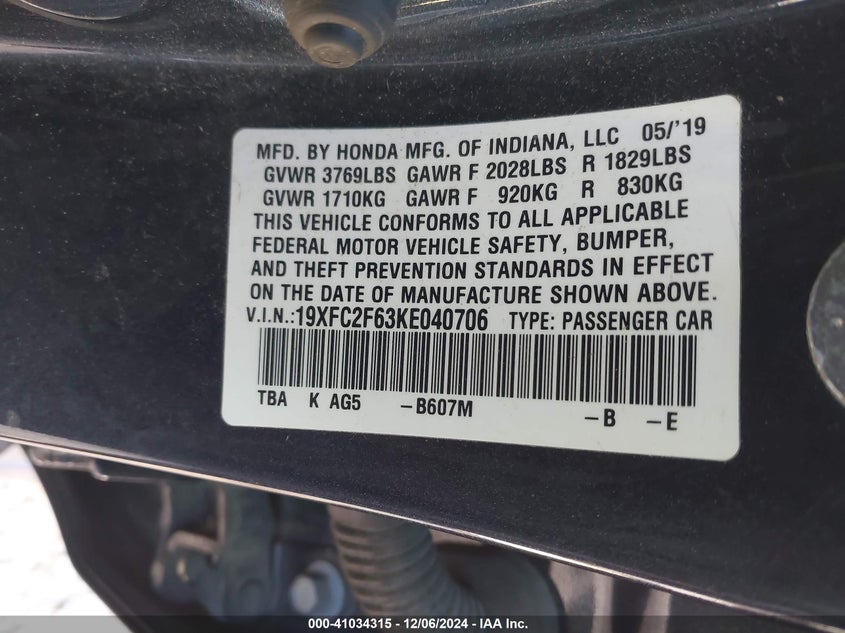 MFD. BY HONDA MFG. OF INDIANA, LLC 05/'19
GVWR 3769LBS GAWR F 2028LBS R 1829LBS
GVWR 1710KG GAWR F 920KG R 830KG
THIS VEHICLE CONFORMS TO ALL APPLICABLE
FEDERAL MOTOR VEHICLE SAFETY, BUMPER,
AND THEFT PREVENTION STANDARDS IN EFFECT
ON THE DATE OF MANUFACTURE SHOWN ABOVE.
V.I.N.:19XFC2F63KE040706 TYPE: PASSENGER CAR
TBA K AG5 -B607M -B -E
000-41034315 - 12/06/2024 - IAA Inc.